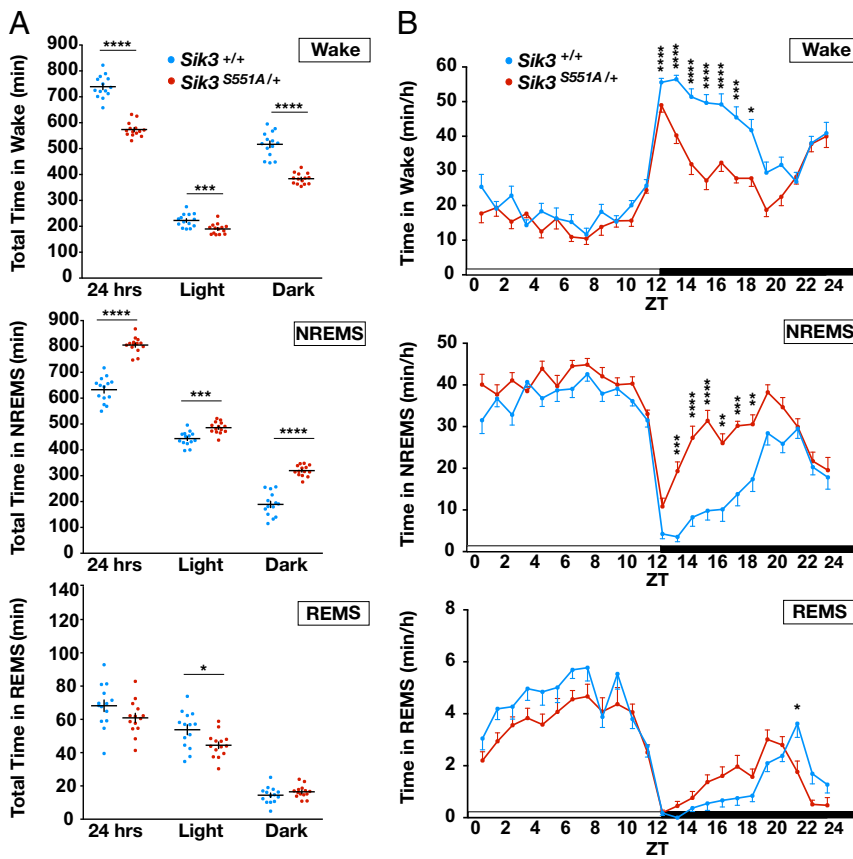 A
Wake
Sik3 +/+
Sik3 S551A/+
Total Time in Wake (min)
900
800
700
600
500
400
300
200
100
0
****
***
****
24 hrs Light Dark
NREMS
Total Time in NREMS (min)
900
800
700
600
500
400
300
200
100
0
****
***
****
24 hrs Light Dark
REMS
Total Time in REMS (min)
140
120
100
80
60
40
20
0
*
24 hrs Light Dark
B
Wake
Sik3 +/+
Sik3 S551A/+
Time in Wake (min/h)
60
50
40
30
20
10
0
**** **** **** **** **** *** *
0 2 4 6 8 10 12 14 16 18 20 22 24
ZT
NREMS
Time in NREMS (min/h)
50
40
30
20
10
0
*** **** **** ** *** **
0 2 4 6 8 10 12 14 16 18 20 22 24
ZT
REMS
Time in REMS (min/h)
8
6
4
2
0
*
0 2 4 6 8 10 12 14 16 18 20 22 24
ZT